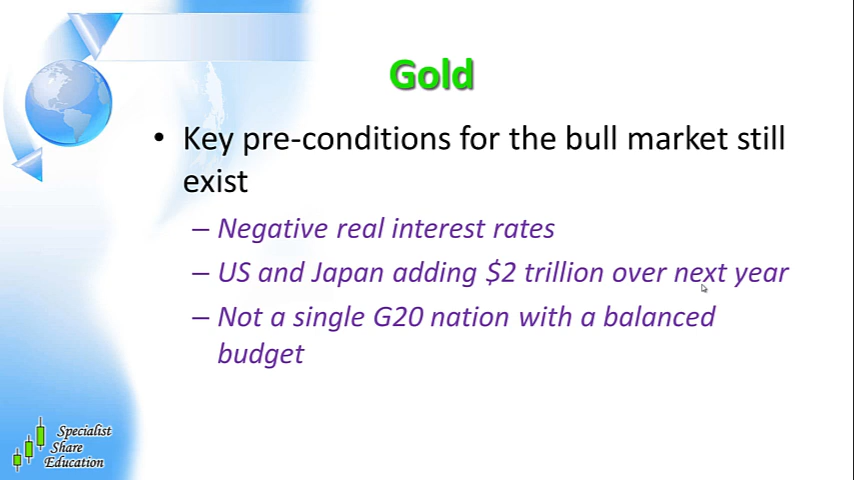 Gold
• Key pre-conditions for the bull market still
exist
– Negative real interest rates
– US and Japan adding $2 trillion over next year
– Not a single G20 nation with a balanced
budget
Specialist
Share
Education